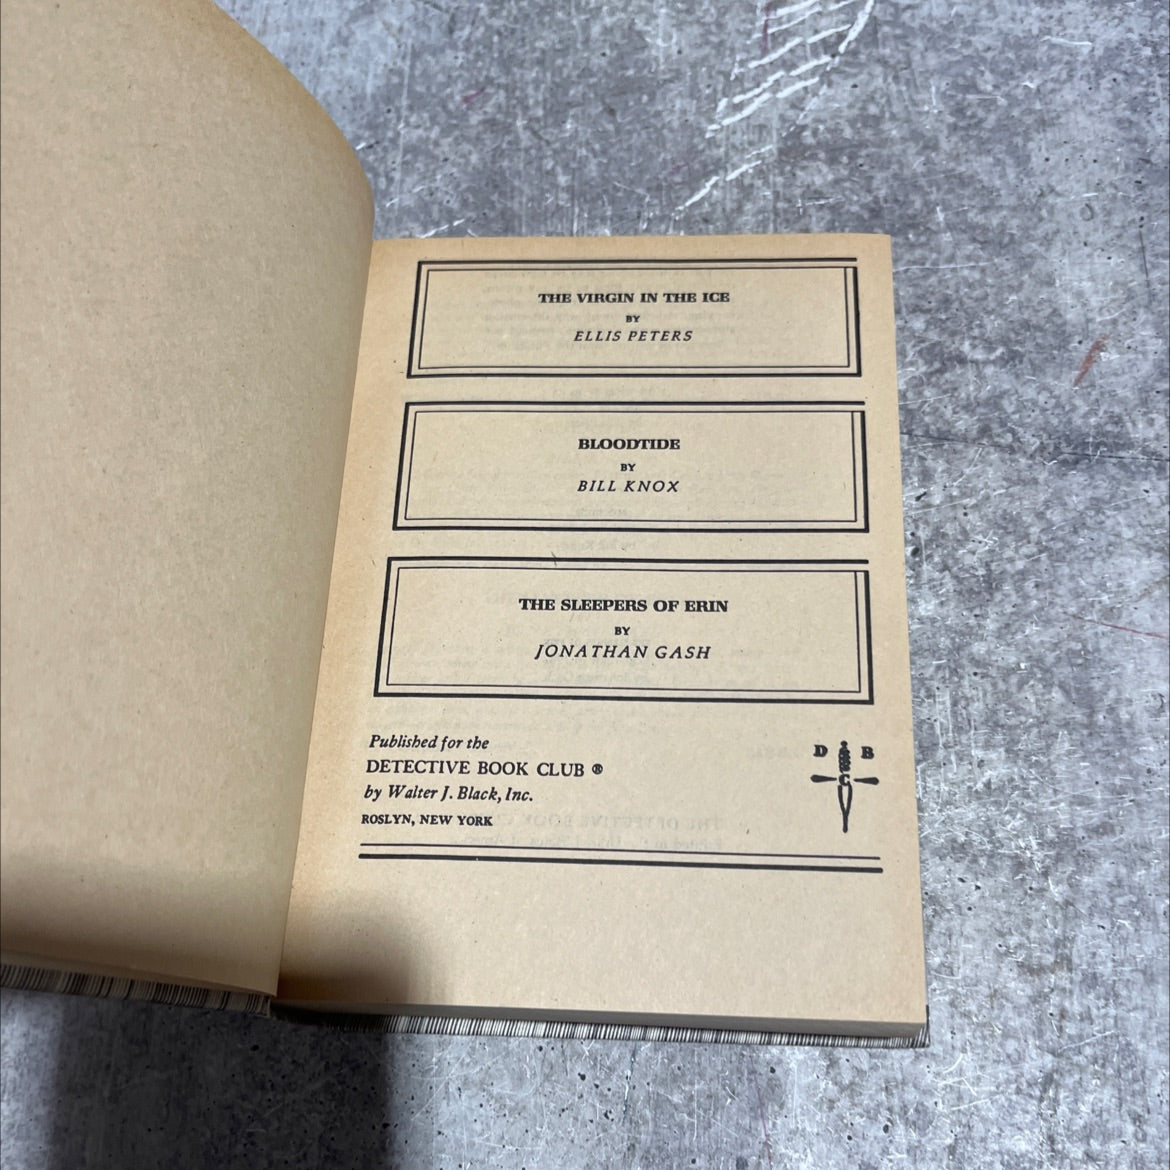 THE VIRGIN IN THE ICE
BY
ELLIS PETERS
BLOODTIDE
BY
BILL KNOX
THE SLEEPERS OF ERIN
BY
JONATHAN GASH
Published for the
DETECTIVE BOOK CLUB ®
by Walter J. Black, Inc.
ROSLYN, NEW YORK
D B
C